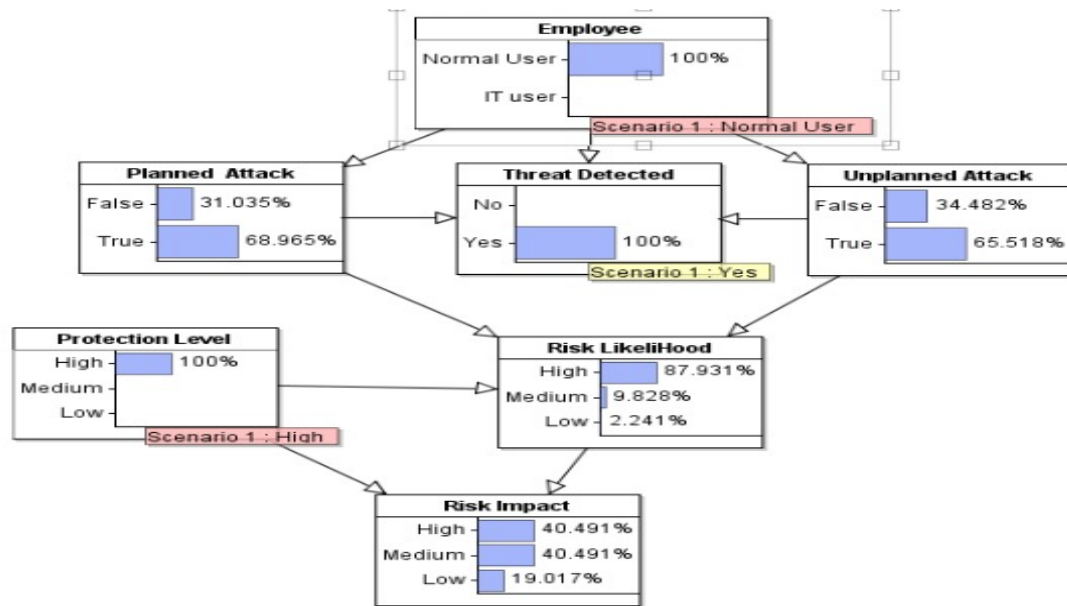 Employee
Normal User
100%
IT user
Scenario 1 : Normal User
Planned Attack
False
31.035%
True
68.965%
Threat Detected
No
Yes
100%
Scenario 1 : Yes
Unplanned Attack
False
34.482%
True
65.518%
Protection Level
High
100%
Medium
Low
Scenario 1 : High
Risk LikeliHood
High
87.931%
Medium
9.828%
Low
2.241%
Risk Impact
High
40.491%
Medium
40.491%
Low
19.017%